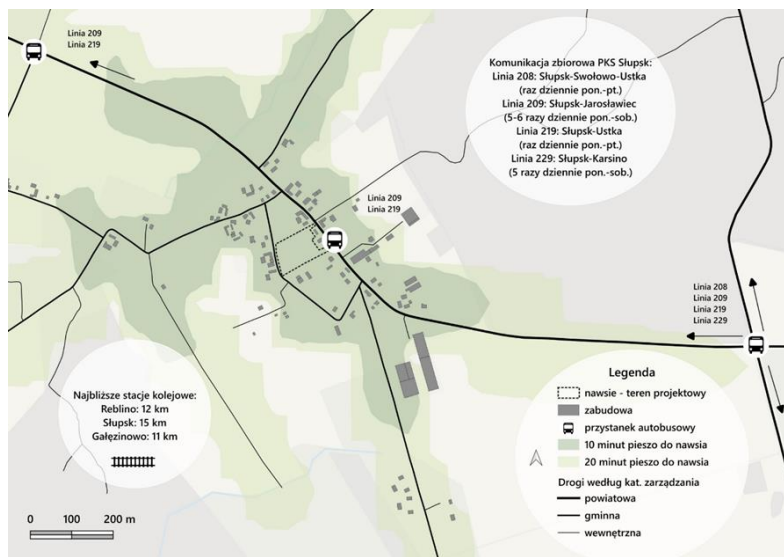 Linia 209
Linia 219
Komunikacja zbiorowa PKS Słupsk:
Linia 208: Słupsk-Swołowo-Ustka
(raz dziennie pon.-pt.)
Linia 209: Słupsk-Jarosławiec
(5-6 razy dziennie pon.-sob.)
Linia 219: Słupsk-Ustka
(raz dziennie pon.-pt.)
Linia 229: Słupsk-Karsino
(5 razy dziennie pon.-sob.)
Linia 209
Linia 219
Linia 208
Linia 209
Linia 219
Linia 229
Najbliższe stacje kolejowe:
Reblino: 12 km
Słupsk: 15 km
Gałęzinowo: 11 km
Legenda
nawsie - teren projektowy
zabudowa
przystanek autobusowy
10 minut pieszo do nawsia
20 minut pieszo do nawsia
Drogi według kat. zarządzania
powiatowa
gminna
wewnętrzna
0 100 200 m